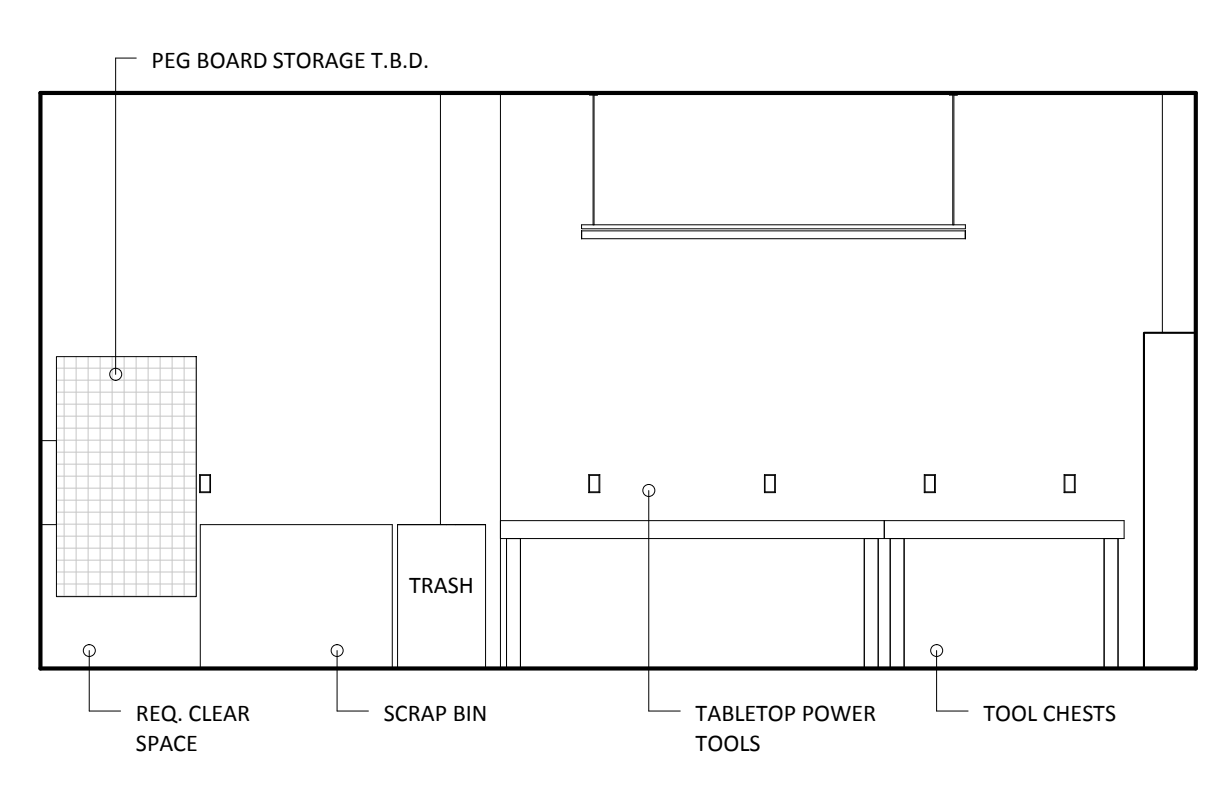 PEG BOARD STORAGE T.B.D.
TRASH
REQ. CLEAR
SPACE
SCRAP BIN
TABLETOP POWER
TOOLS
TOOL CHESTS